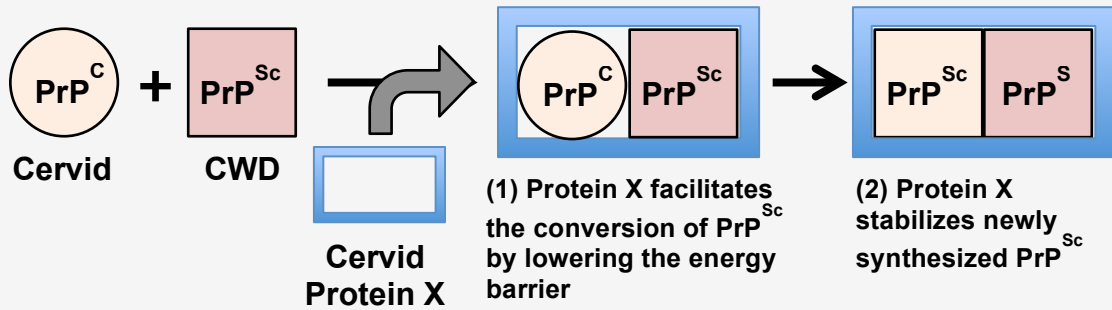 PrP^C
+
PrP^Sc
Cervid
CWD
Cervid
Protein X
PrP^C
PrP^Sc
(1) Protein X facilitates
the conversion of PrP^Sc
by lowering the energy
barrier
PrP^Sc
PrP^S
(2) Protein X
stabilizes newly
synthesized PrP^Sc